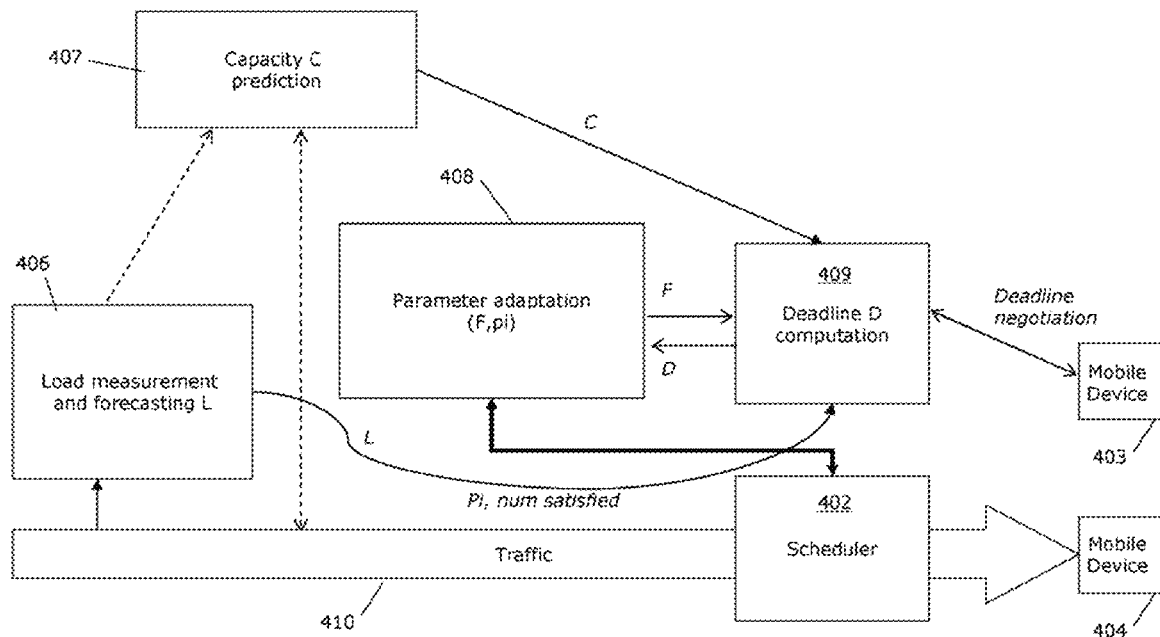 407
Capacity C
prediction
C
408
406
Parameter adaptation
(F,pi)
F
D
409
Deadline D
computation
Deadline
negotiation
Mobile
Device
403
Load measurement
and forecasting L
L
Pi, num satisfied
402
Scheduler
Traffic
Mobile
Device
410
404